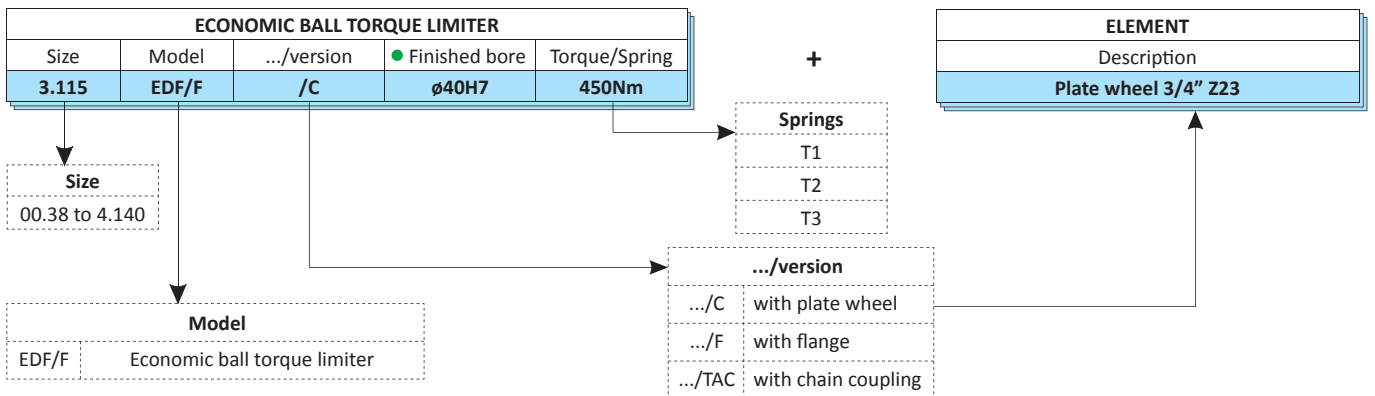 ECONOMIC BALL TORQUE LIMITER
Size Model .../version Finished bore Torque/Spring
3.115 EDF/F /C ø40H7 450Nm
+
ELEMENT
Description
Plate wheel 3/4” Z23
Springs
T1
T2
T3
Size
00.38 to 4.140
.../version
.../C with plate wheel
.../F with flange
.../TAC with chain coupling
Model
EDF/F Economic ball torque limiter